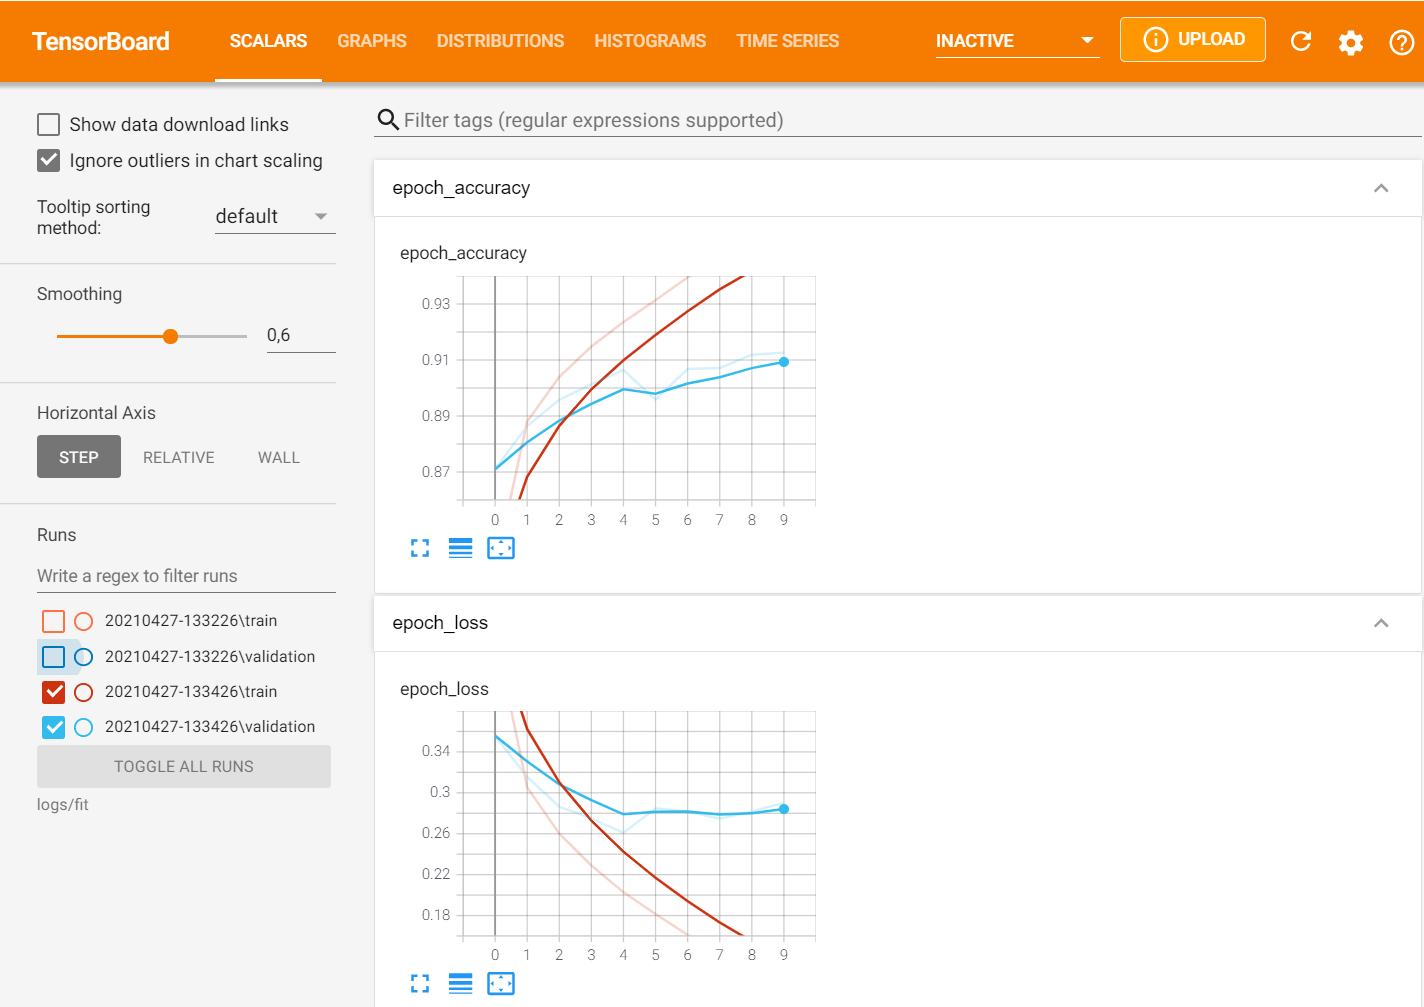 TensorBoard SCALARS GRAPHS DISTRIBUTIONS HISTOGRAMS TIME SERIES INACTIVE UPLOAD
Show data download links
Ignore outliers in chart scaling
Tooltip sorting
method:
default
Smoothing
0,6
Horizontal Axis
STEP RELATIVE WALL
Runs
Write a regex to filter runs
20210427-133226\train
20210427-133226\validation
20210427-133426\train
20210427-133426\validation
TOGGLE ALL RUNS
logs/fit
Filter tags (regular expressions supported)
epoch_accuracy
epoch_accuracy
0.93
0.91
0.89
0.87
0 1 2 3 4 5 6 7 8 9
epoch_loss
epoch_loss
0.34
0.3
0.26
0.22
0.18
0 1 2 3 4 5 6 7 8 9